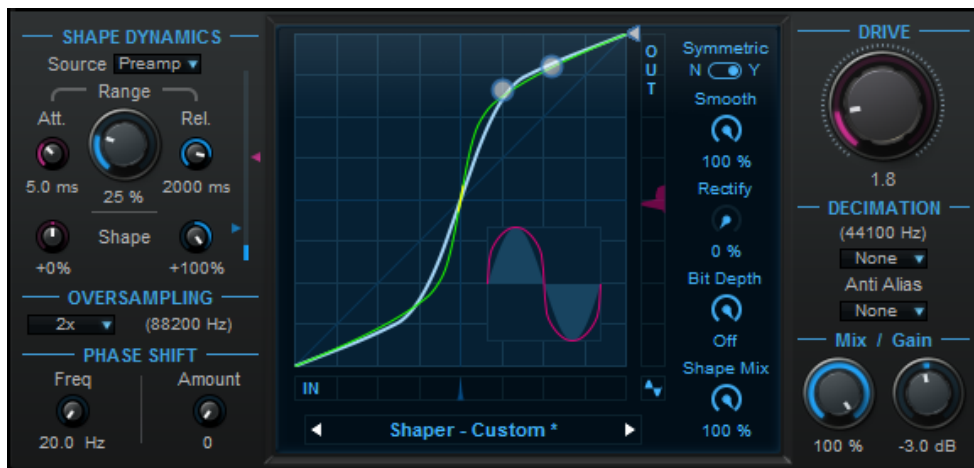 SHAPE DYNAMICS
Source Preamp
Range
Att. Rel.
5.0 ms 25 % 2000 ms
Shape
+0% +100%
OVERSAMPLING
2x (88200 Hz)
PHASE SHIFT
Freq Amount
20.0 Hz 0
OUT
IN
Shaper - Custom *
Symmetric
N Y
Smooth
100 %
Rectify
0 %
Bit Depth
Off
Shape Mix
100 %
DRIVE
1.8
DECIMATION
(44100 Hz)
None
Anti Alias
None
Mix / Gain
100 % -3.0 dB